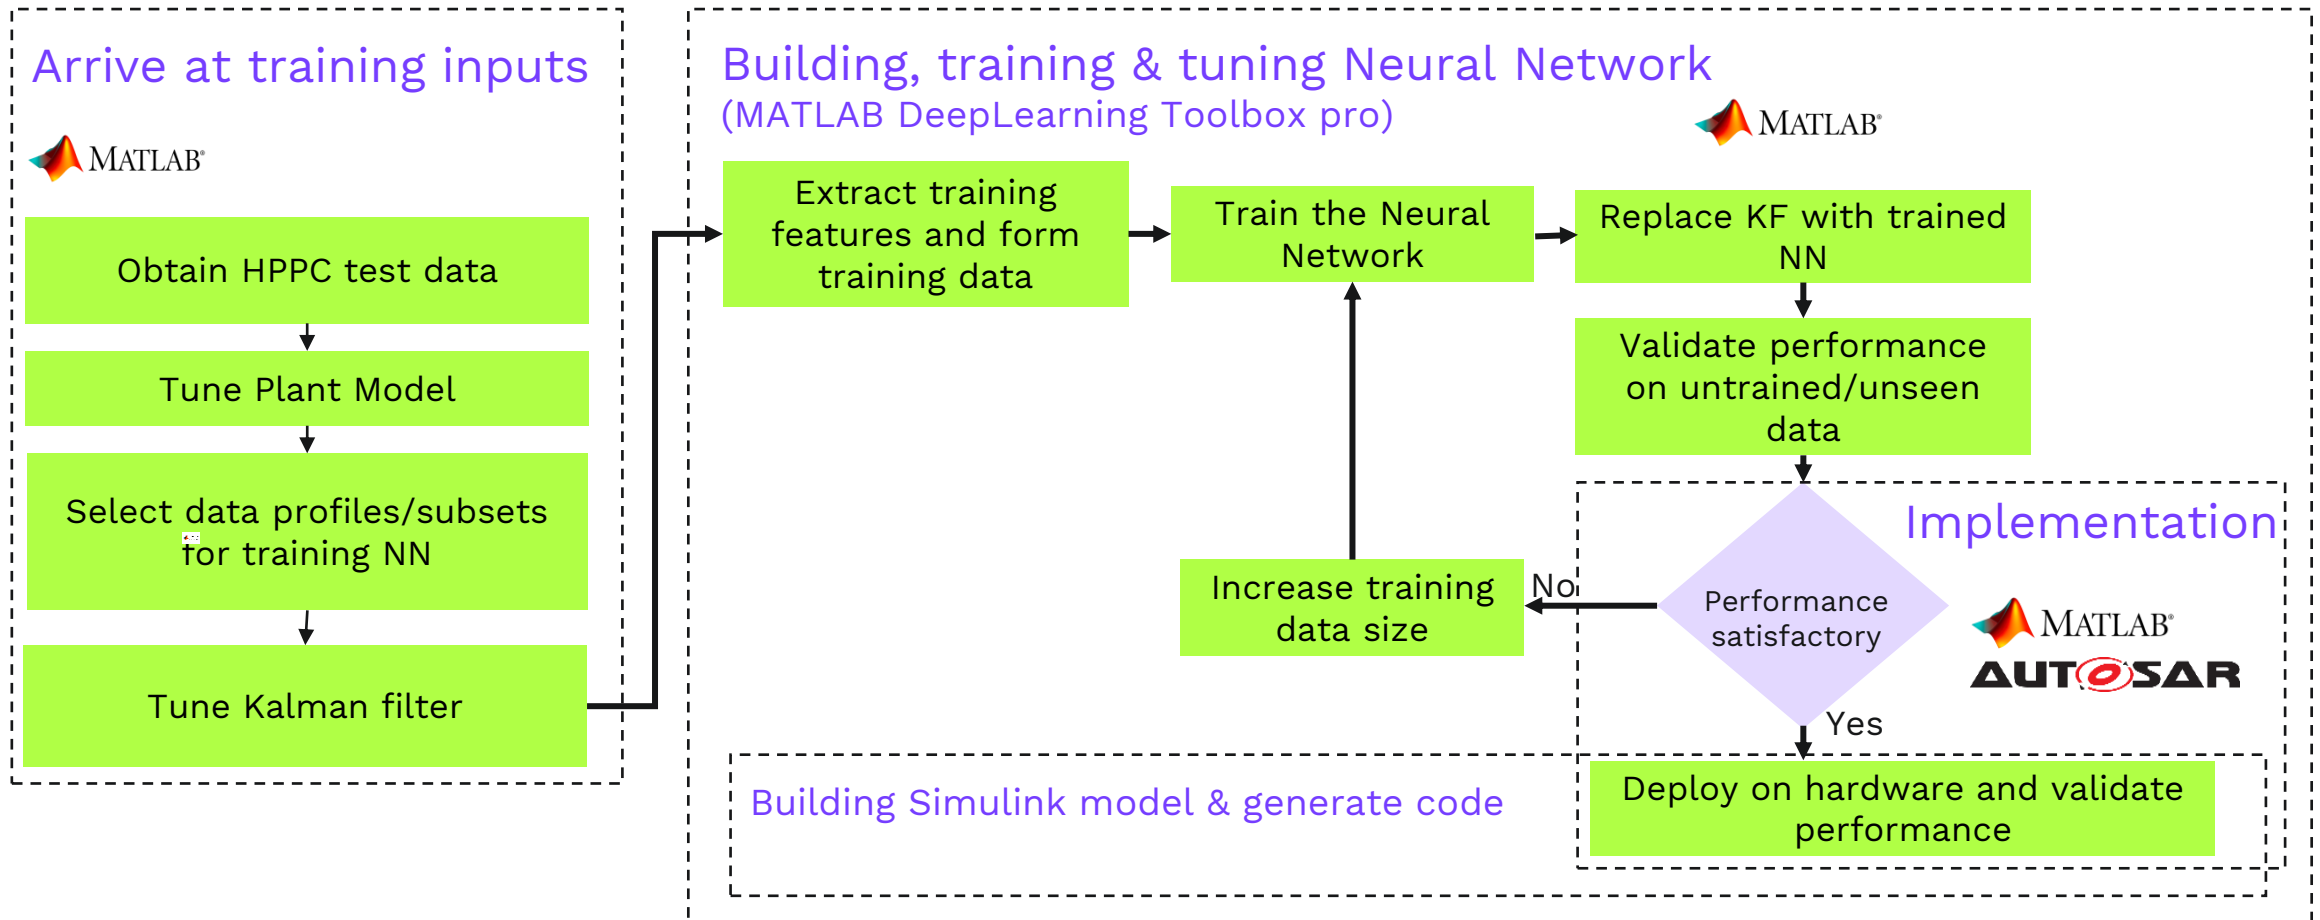 Arrive at training inputs
MATLAB®
Obtain HPPC test data
Tune Plant Model
Select data profiles/subsets
for training NN
Tune Kalman filter
Building, training & tuning Neural Network
(MATLAB DeepLearning Toolbox pro)
MATLAB®
Extract training
features and form
training data
Train the Neural
Network
Replace KF with trained
NN
Validate performance
on untrained/unseen
data
Implementation
Performance
satisfactory
No
Increase training
data size
MATLAB®
AUTOSAR
Yes
Building Simulink model & generate code
Deploy on hardware and validate
performance